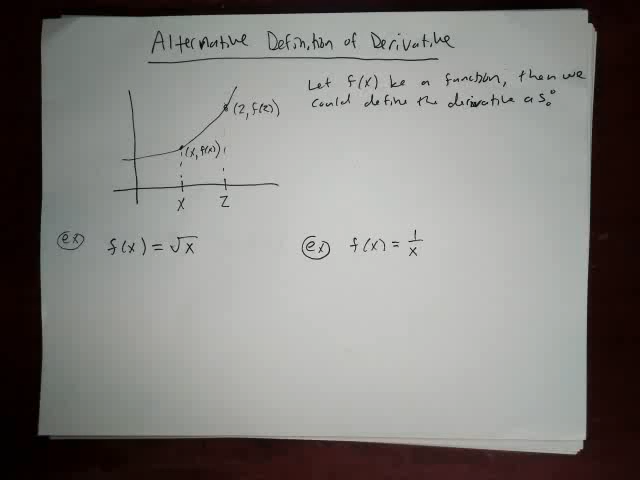 Alternative Definition of Derivative
Let f(x) be a function, then we
could define the derivative as:
(z, f(z))
(x, f(x))
x z
ex f(x) = √x
ex f(x) = 1/x